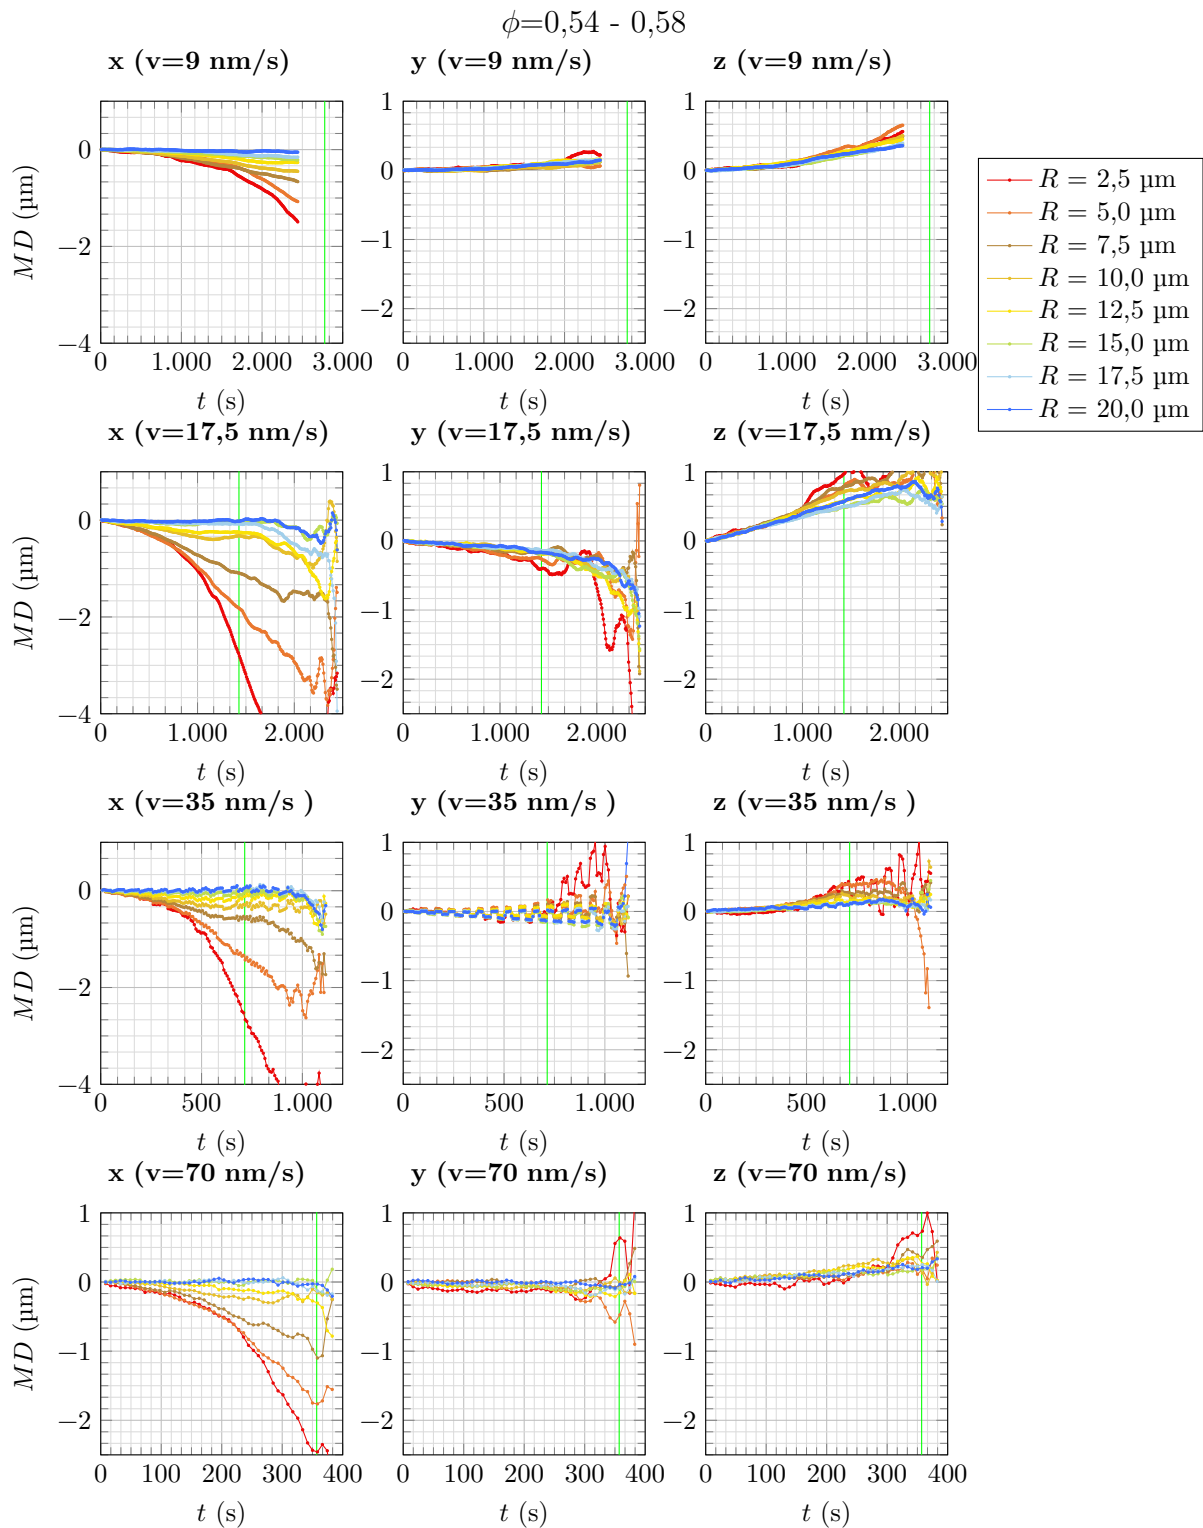 ϕ=0,54 - 0,58
x (v=9 nm/s)
y (v=9 nm/s)
z (v=9 nm/s)
0
−2
−4
MD (µm)
0 1.000 2.000 3.000
t (s)
1
0
−1
−2
0 1.000 2.000 3.000
t (s)
1
0
−1
−2
0 1.000 2.000 3.000
t (s)
R = 2,5 µm
R = 5,0 µm
R = 7,5 µm
R = 10,0 µm
R = 12,5 µm
R = 15,0 µm
R = 17,5 µm
R = 20,0 µm
x (v=17,5 nm/s)
y (v=17,5 nm/s)
z (v=17,5 nm/s)
0
−2
−4
MD (µm)
0 1.000 2.000
t (s)
1
0
−1
−2
0 1.000 2.000
t (s)
1
0
−1
−2
0 1.000 2.000
t (s)
x (v=35 nm/s )
y (v=35 nm/s )
z (v=35 nm/s )
0
−2
−4
MD (µm)
0 500 1.000
t (s)
1
0
−1
−2
0 500 1.000
t (s)
1
0
−1
−2
0 500 1.000
t (s)
x (v=70 nm/s)
y (v=70 nm/s)
z (v=70 nm/s)
1
0
−1
−2
MD (µm)
0 100 200 300 400
t (s)
1
0
−1
−2
0 100 200 300 400
t (s)
1
0
−1
−2
0 100 200 300 400
t (s)